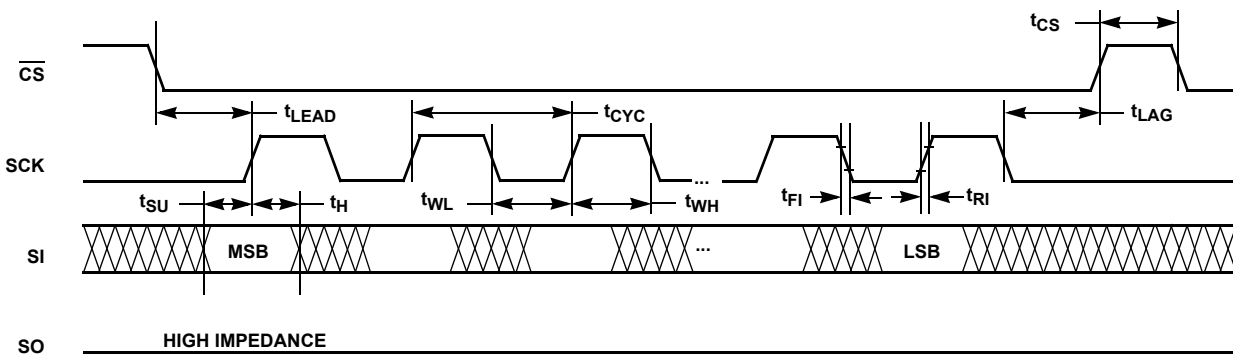 tCS
CS
tLEAD
tCYC
tLAG
SCK
...
tSU
tH
tWL
tWH
tFI
tRI
SI
MSB
...
LSB
SO
HIGH IMPEDANCE